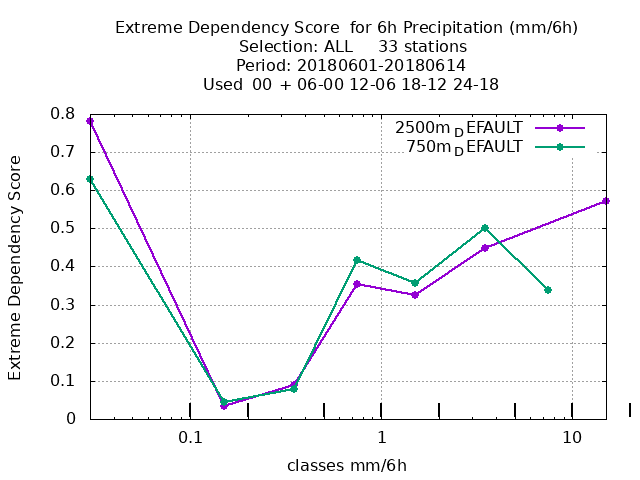 Extreme Dependency Score for 6h Precipitation (mm/6h)
Selection: ALL 33 stations
Period: 20180601-20180614
Used 00 + 06-00 12-06 18-12 24-18
2500m_DEFAULT
750m_DEFAULT
Extreme Dependency Score
0.8
0.7
0.6
0.5
0.4
0.3
0.2
0.1
0
0.1 1 10
classes mm/6h